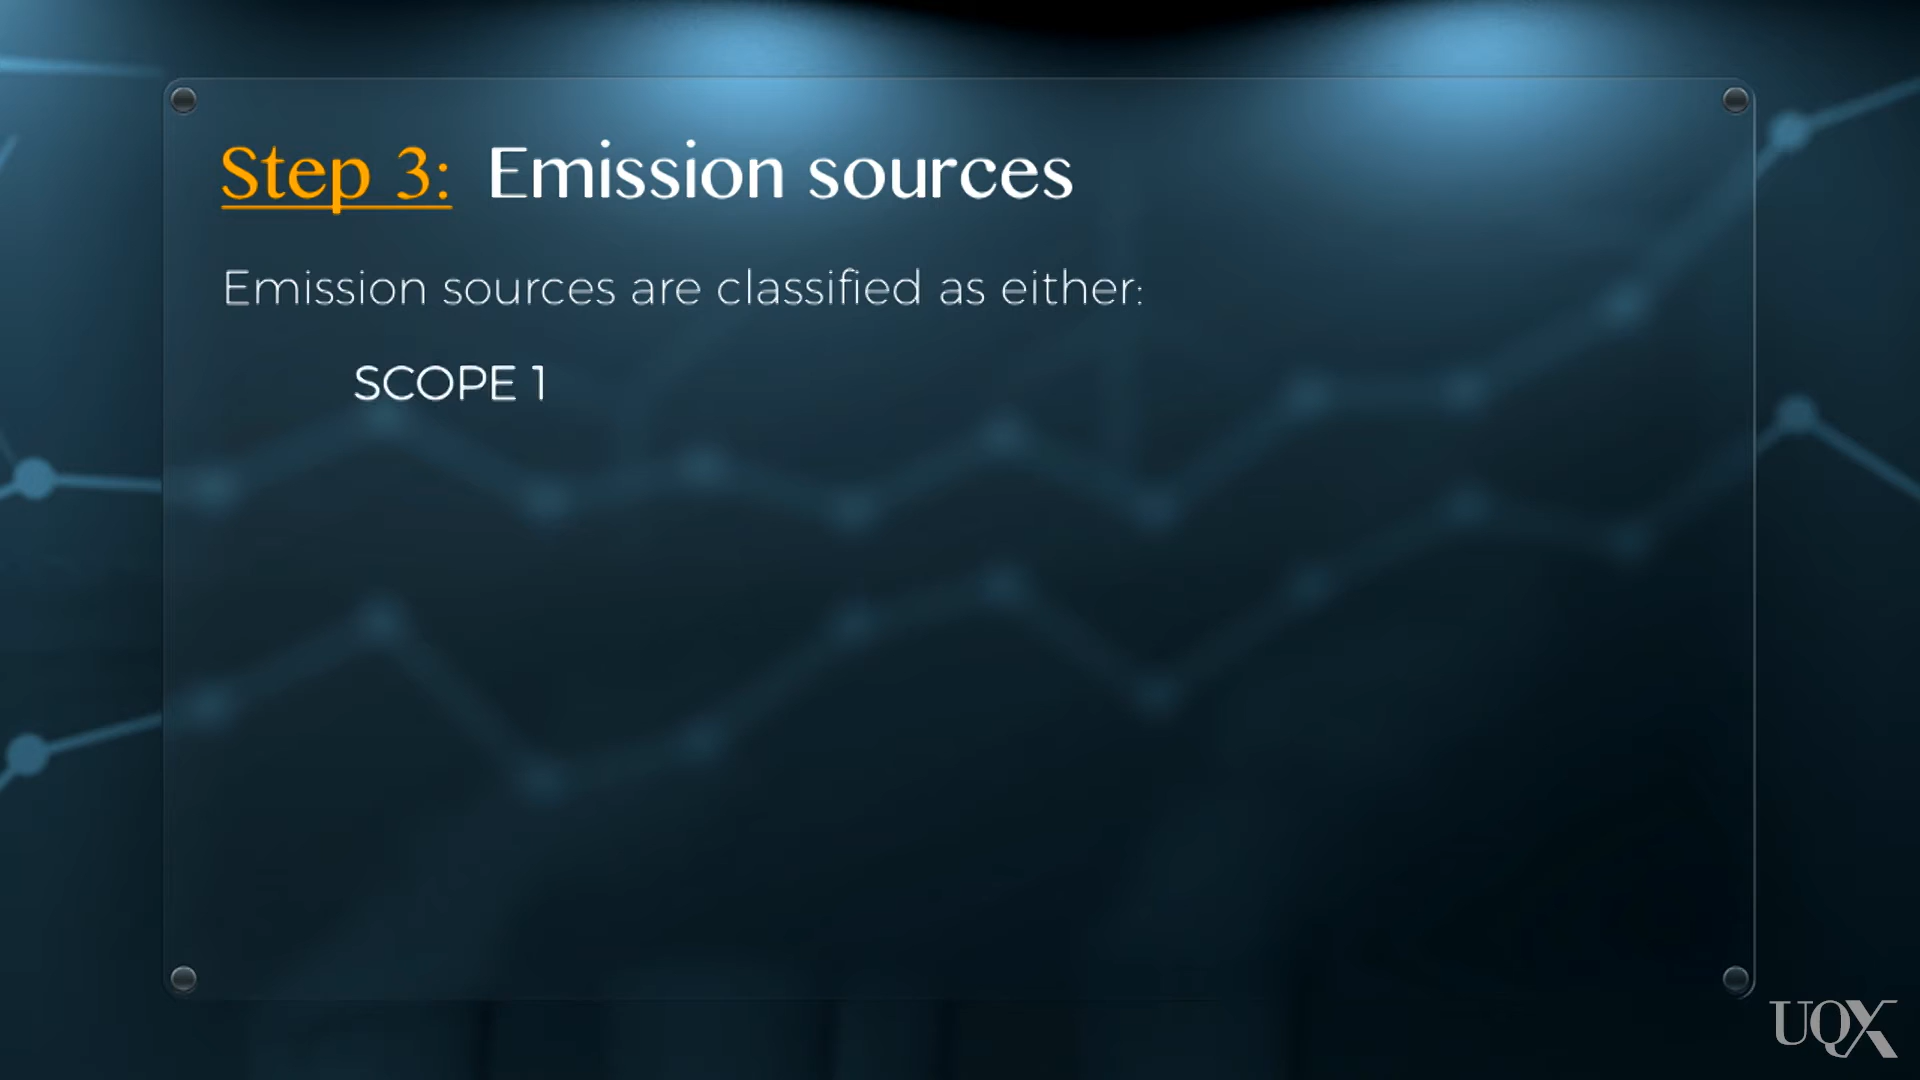 Step 3: Emission sources
Emission sources are classified as either:
SCOPE 1
UQX